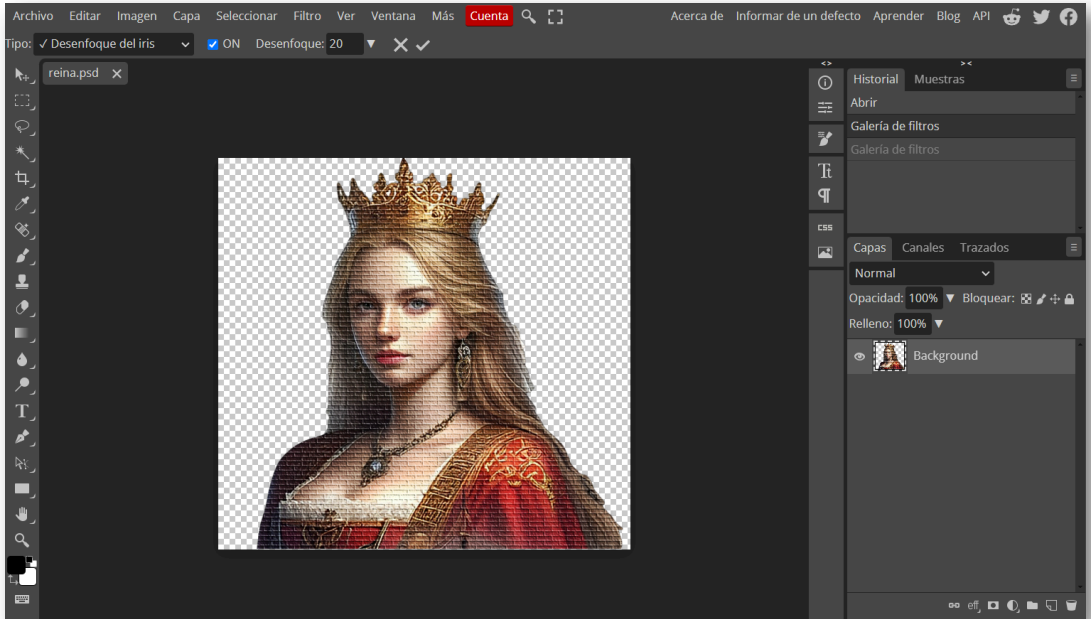 Archivo Editar Imagen Capa Seleccionar Filtro Ver Ventana Más Cuenta Acerca de Informar de un defecto Aprender Blog API
Tipo: ✓ Desenfoque del iris ON Desenfoque: 20
reina.psd
Historial Muestras
Abrir
Galería de filtros
Galería de filtros
CSS
Capas Canales Trazados
Normal
Opacidad: 100% Bloquear:
Relleno: 100%
Background
eff